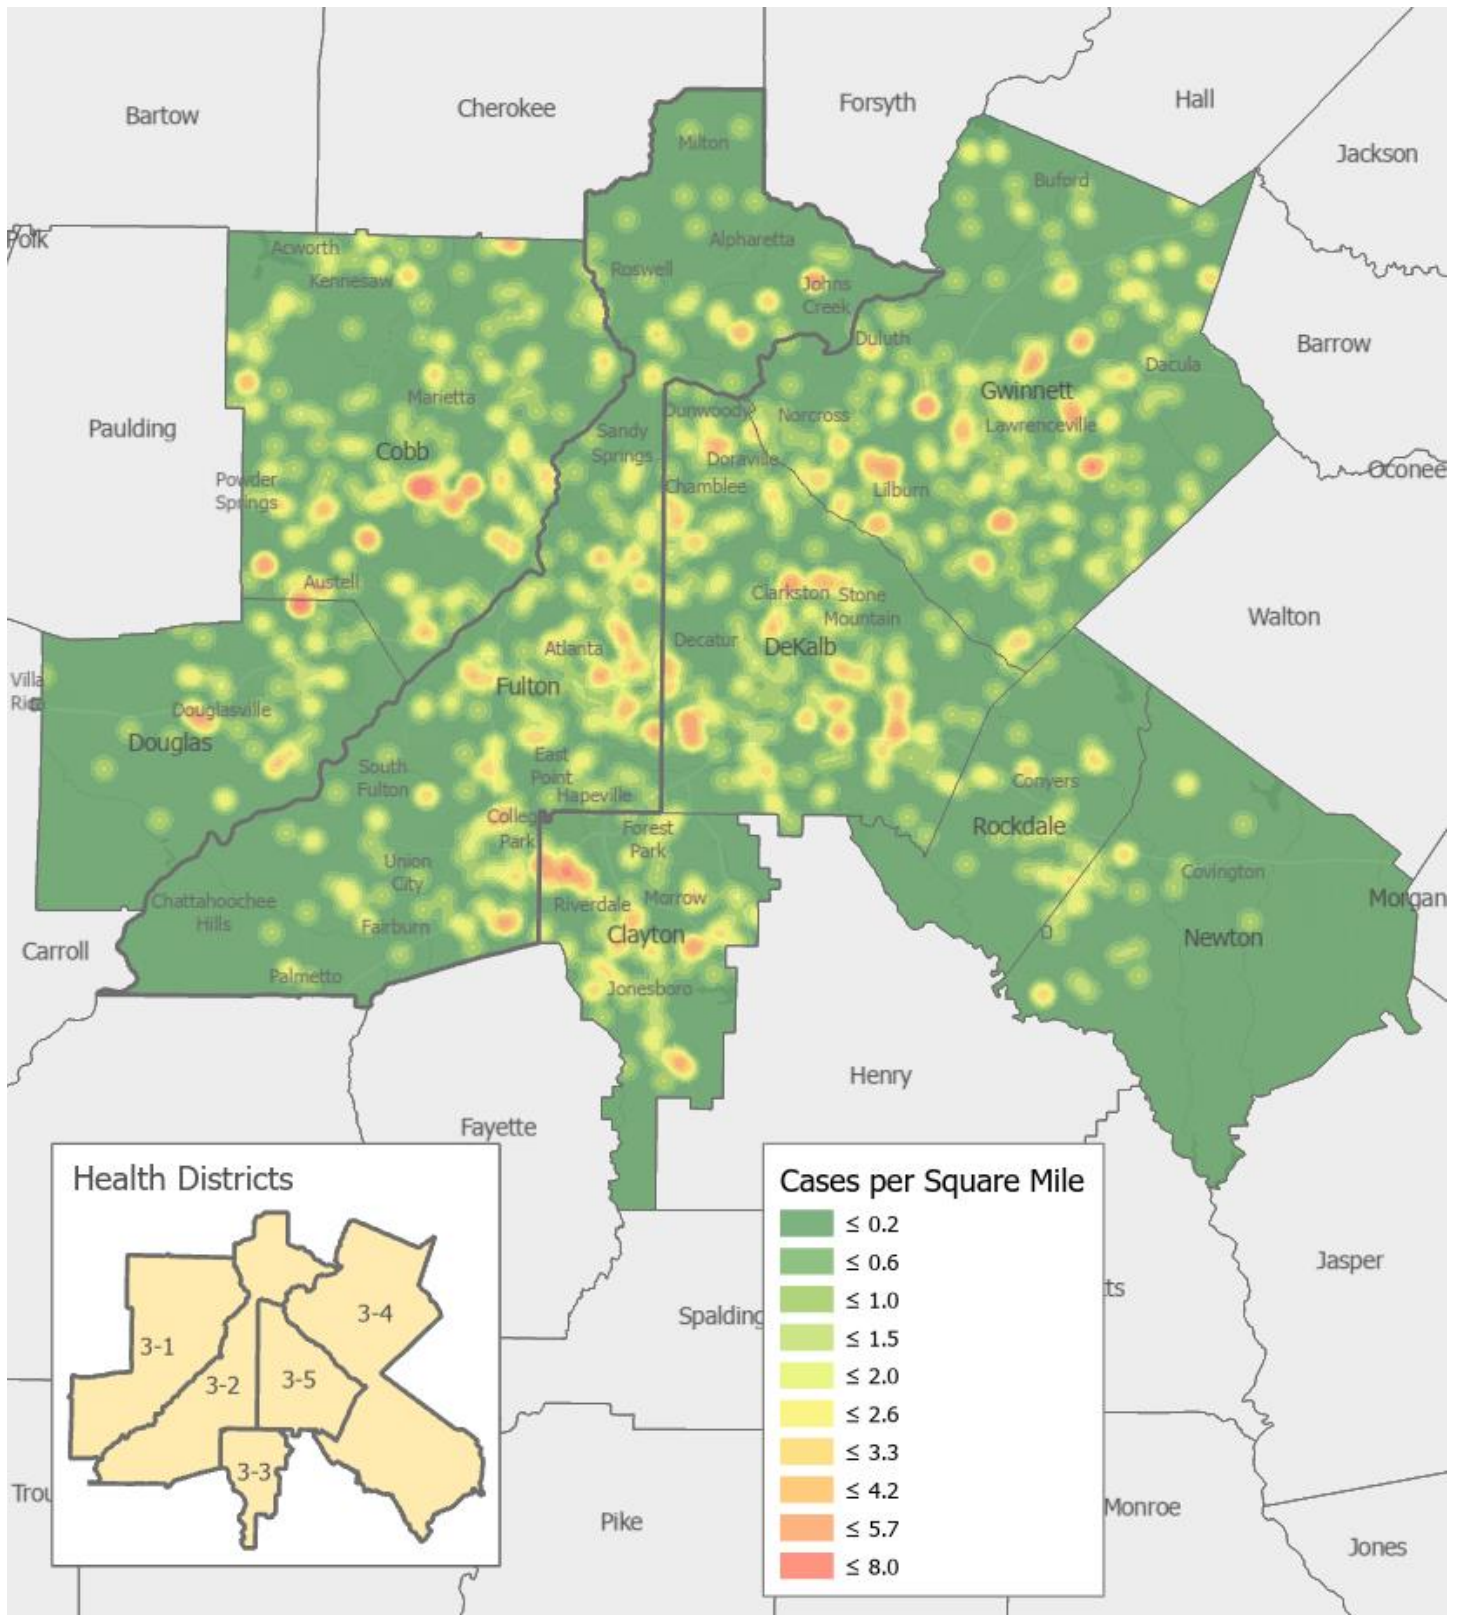 Bartow
Cherokee
Forsyth
Hall
Jackson
Milton
Buford
Polk
Acworth
Alpharetta
Kennesaw
Roswell
Johns
Creek
Duluth
Barrow
Dacula
Marietta
Gwinnett
Paulding
Dunwoody
Norcross
Lawrenceville
Sandy
Springs
Cobb
Doraville
Oconee
Powder
Springs
Chamblee
Lilburn
Austell
Clarkston
Stone
Mountain
Walton
Atlanta
Decatur
DeKalb
Villa
Rica
Fulton
Douglasville
Douglas
East
Point
South
Fulton
Hapeville
Conyers
College
Park
Forest
Park
Rockdale
Union
City
Covington
Chattahoochee
Hills
Riverdale
Morrow
Morgan
Fairburn
Clayton
Newton
Carroll
Palmetto
Jonesboro
Henry
Fayette
Health Districts
3-1
3-2
3-3
3-4
3-5
Cases per Square Mile
≤ 0.2
≤ 0.6
≤ 1.0
≤ 1.5
≤ 2.0
≤ 2.6
≤ 3.3
≤ 4.2
≤ 5.7
≤ 8.0
Jasper
ts
Spalding
Trou
Pike
Monroe
Jones